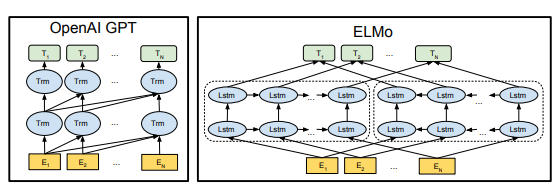 OpenAI GPT
T1 T2 ... TN
Trm Trm Trm
...
Trm Trm Trm
...
E1 E2 ... EN
ELMo
T1 T2 ... TN
Lstm Lstm ... Lstm Lstm Lstm ... Lstm
Lstm Lstm ... Lstm Lstm Lstm ... Lstm
E1 E2 ... EN